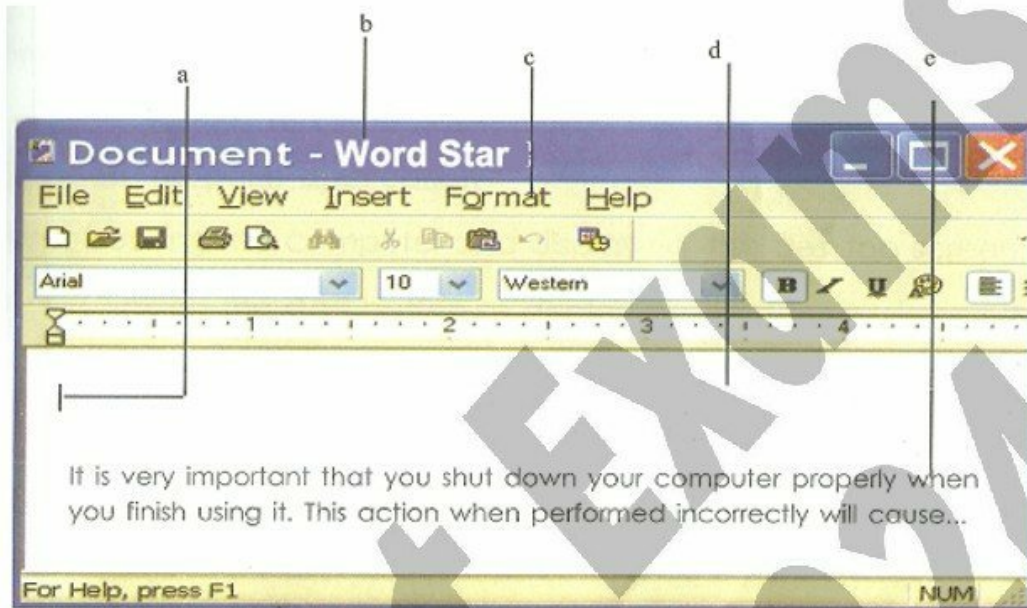 b
c
d
e
a
Document - Word Star
File Edit View Insert Format Help
Arial 10 Western B U
1 2 3 4
It is very important that you shut down your computer properly when
you finish using it. This action when performed incorrectly will cause...
For Help, press F1 NUM
Exams